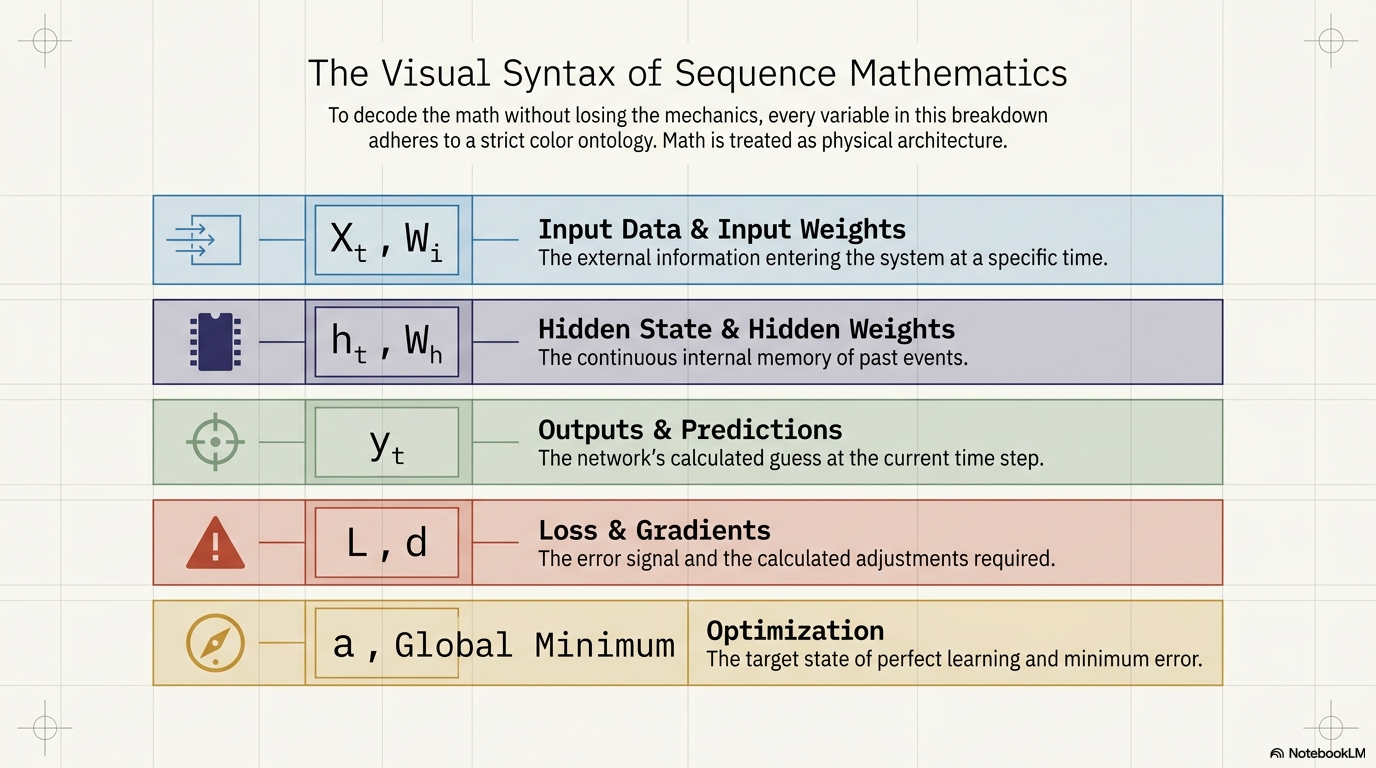 The Visual Syntax of Sequence Mathematics
To decode the math without losing the mechanics, every variable in this breakdown
adheres to a strict color ontology. Math is treated as physical architecture.
Xₜ , Wᵢ
Input Data & Input Weights
The external information entering the system at a specific time.
hₜ , Wₕ
Hidden State & Hidden Weights
The continuous internal memory of past events.
yₜ
Outputs & Predictions
The network's calculated guess at the current time step.
L , d
Loss & Gradients
The error signal and the calculated adjustments required.
a , Global Minimum
Optimization
The target state of perfect learning and minimum error.
NotebookLM